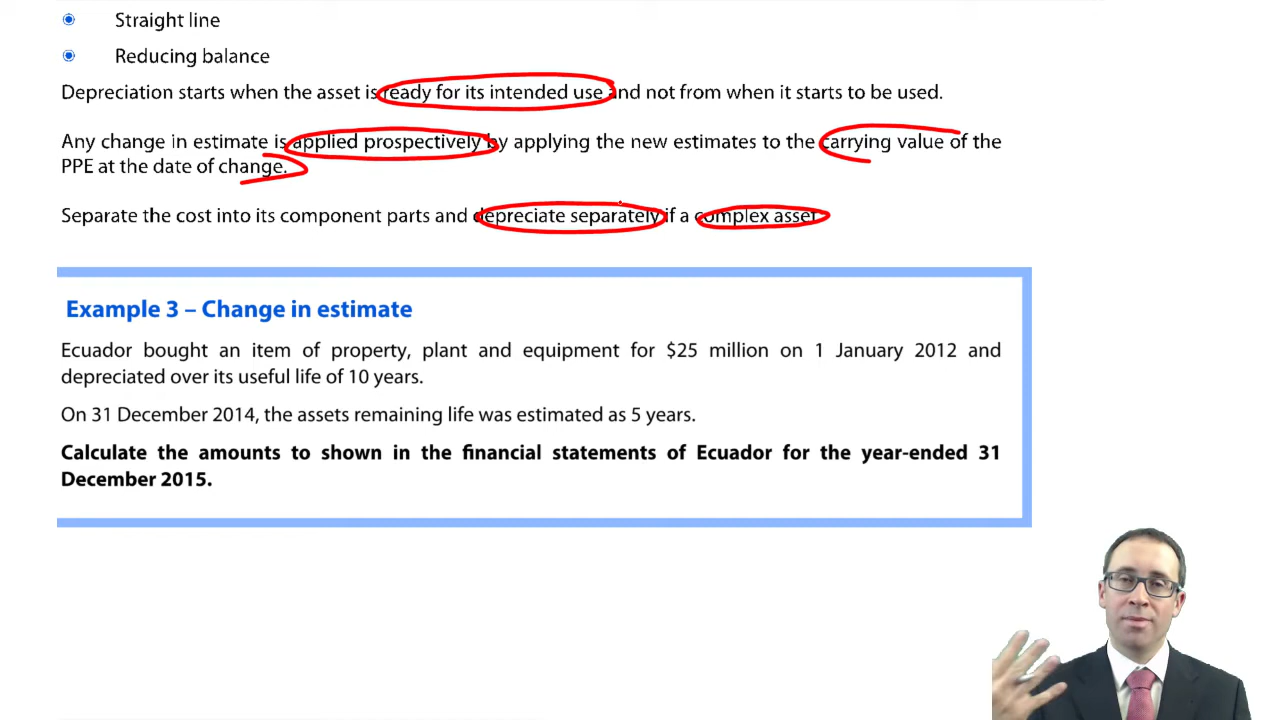 Straight line
Reducing balance
Depreciation starts when the asset is ready for its intended use and not from when it starts to be used.
Any change in estimate is applied prospectively by applying the new estimates to the carrying value of the
PPE at the date of change.
Separate the cost into its component parts and depreciate separately if a complex asset
Example 3 – Change in estimate
Ecuador bought an item of property, plant and equipment for $25 million on 1 January 2012 and
depreciated over its useful life of 10 years.
On 31 December 2014, the assets remaining life was estimated as 5 years.
Calculate the amounts to shown in the financial statements of Ecuador for the year-ended 31
December 2015.